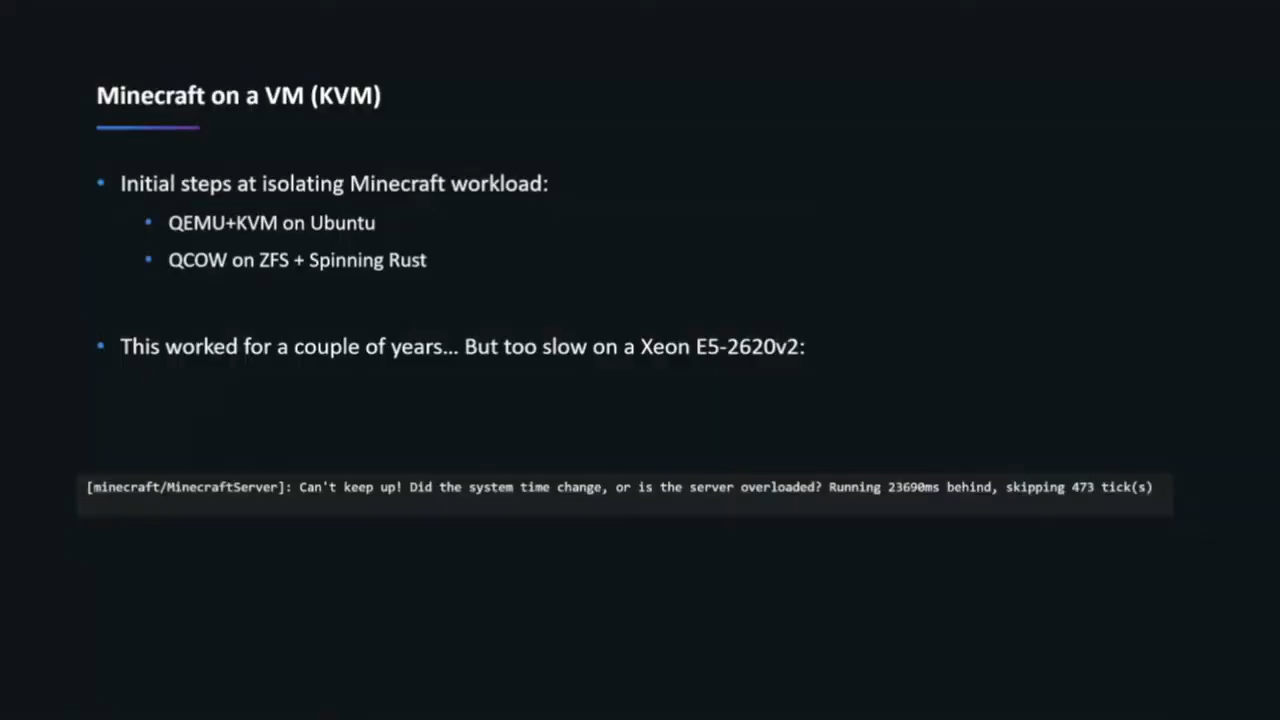 Minecraft on a VM (KVM)
Initial steps at isolating Minecraft workload:
QEMU+KVM on Ubuntu
QCOW on ZFS + Spinning Rust
This worked for a couple of years... But too slow on a Xeon E5-2620v2:
[minecraft/MinecraftServer]: Can't keep up! Did the system time change, or is the server overloaded? Running 23690ms behind, skipping 473 tick(s)